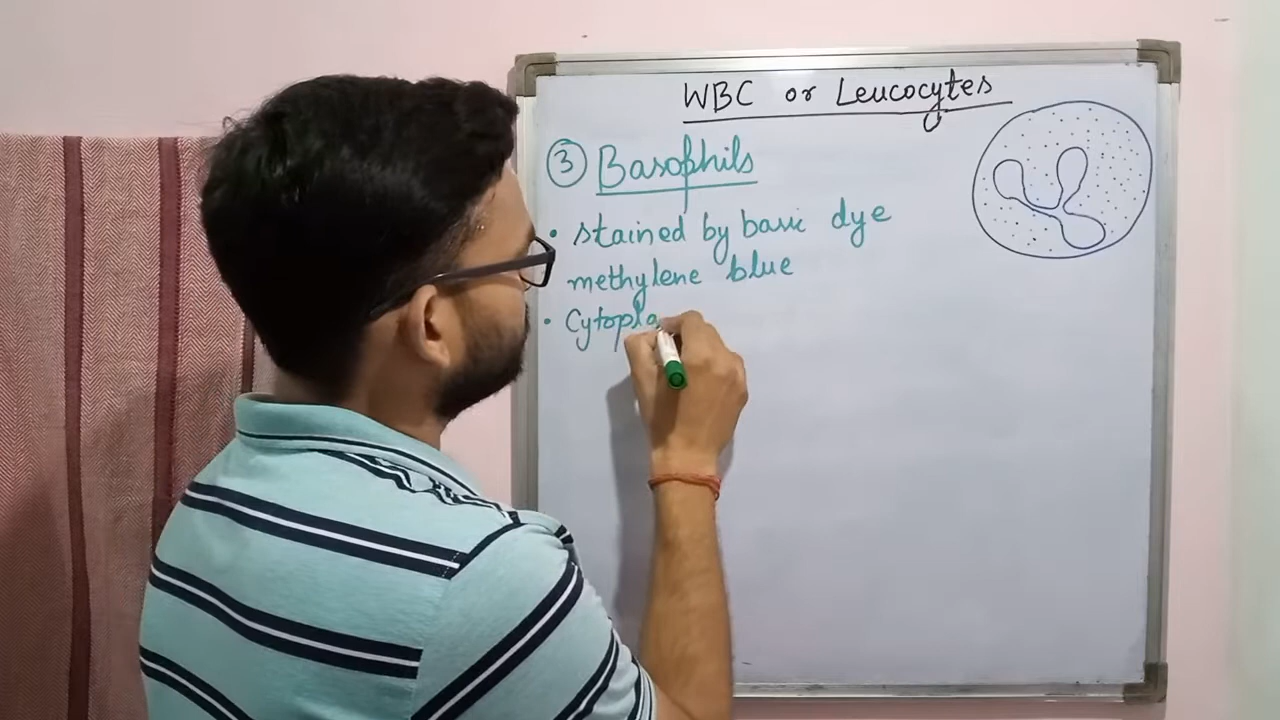 WBC or Leucocytes
③ Basophils
• stained by basic dye
methylene blue
• Cytopla